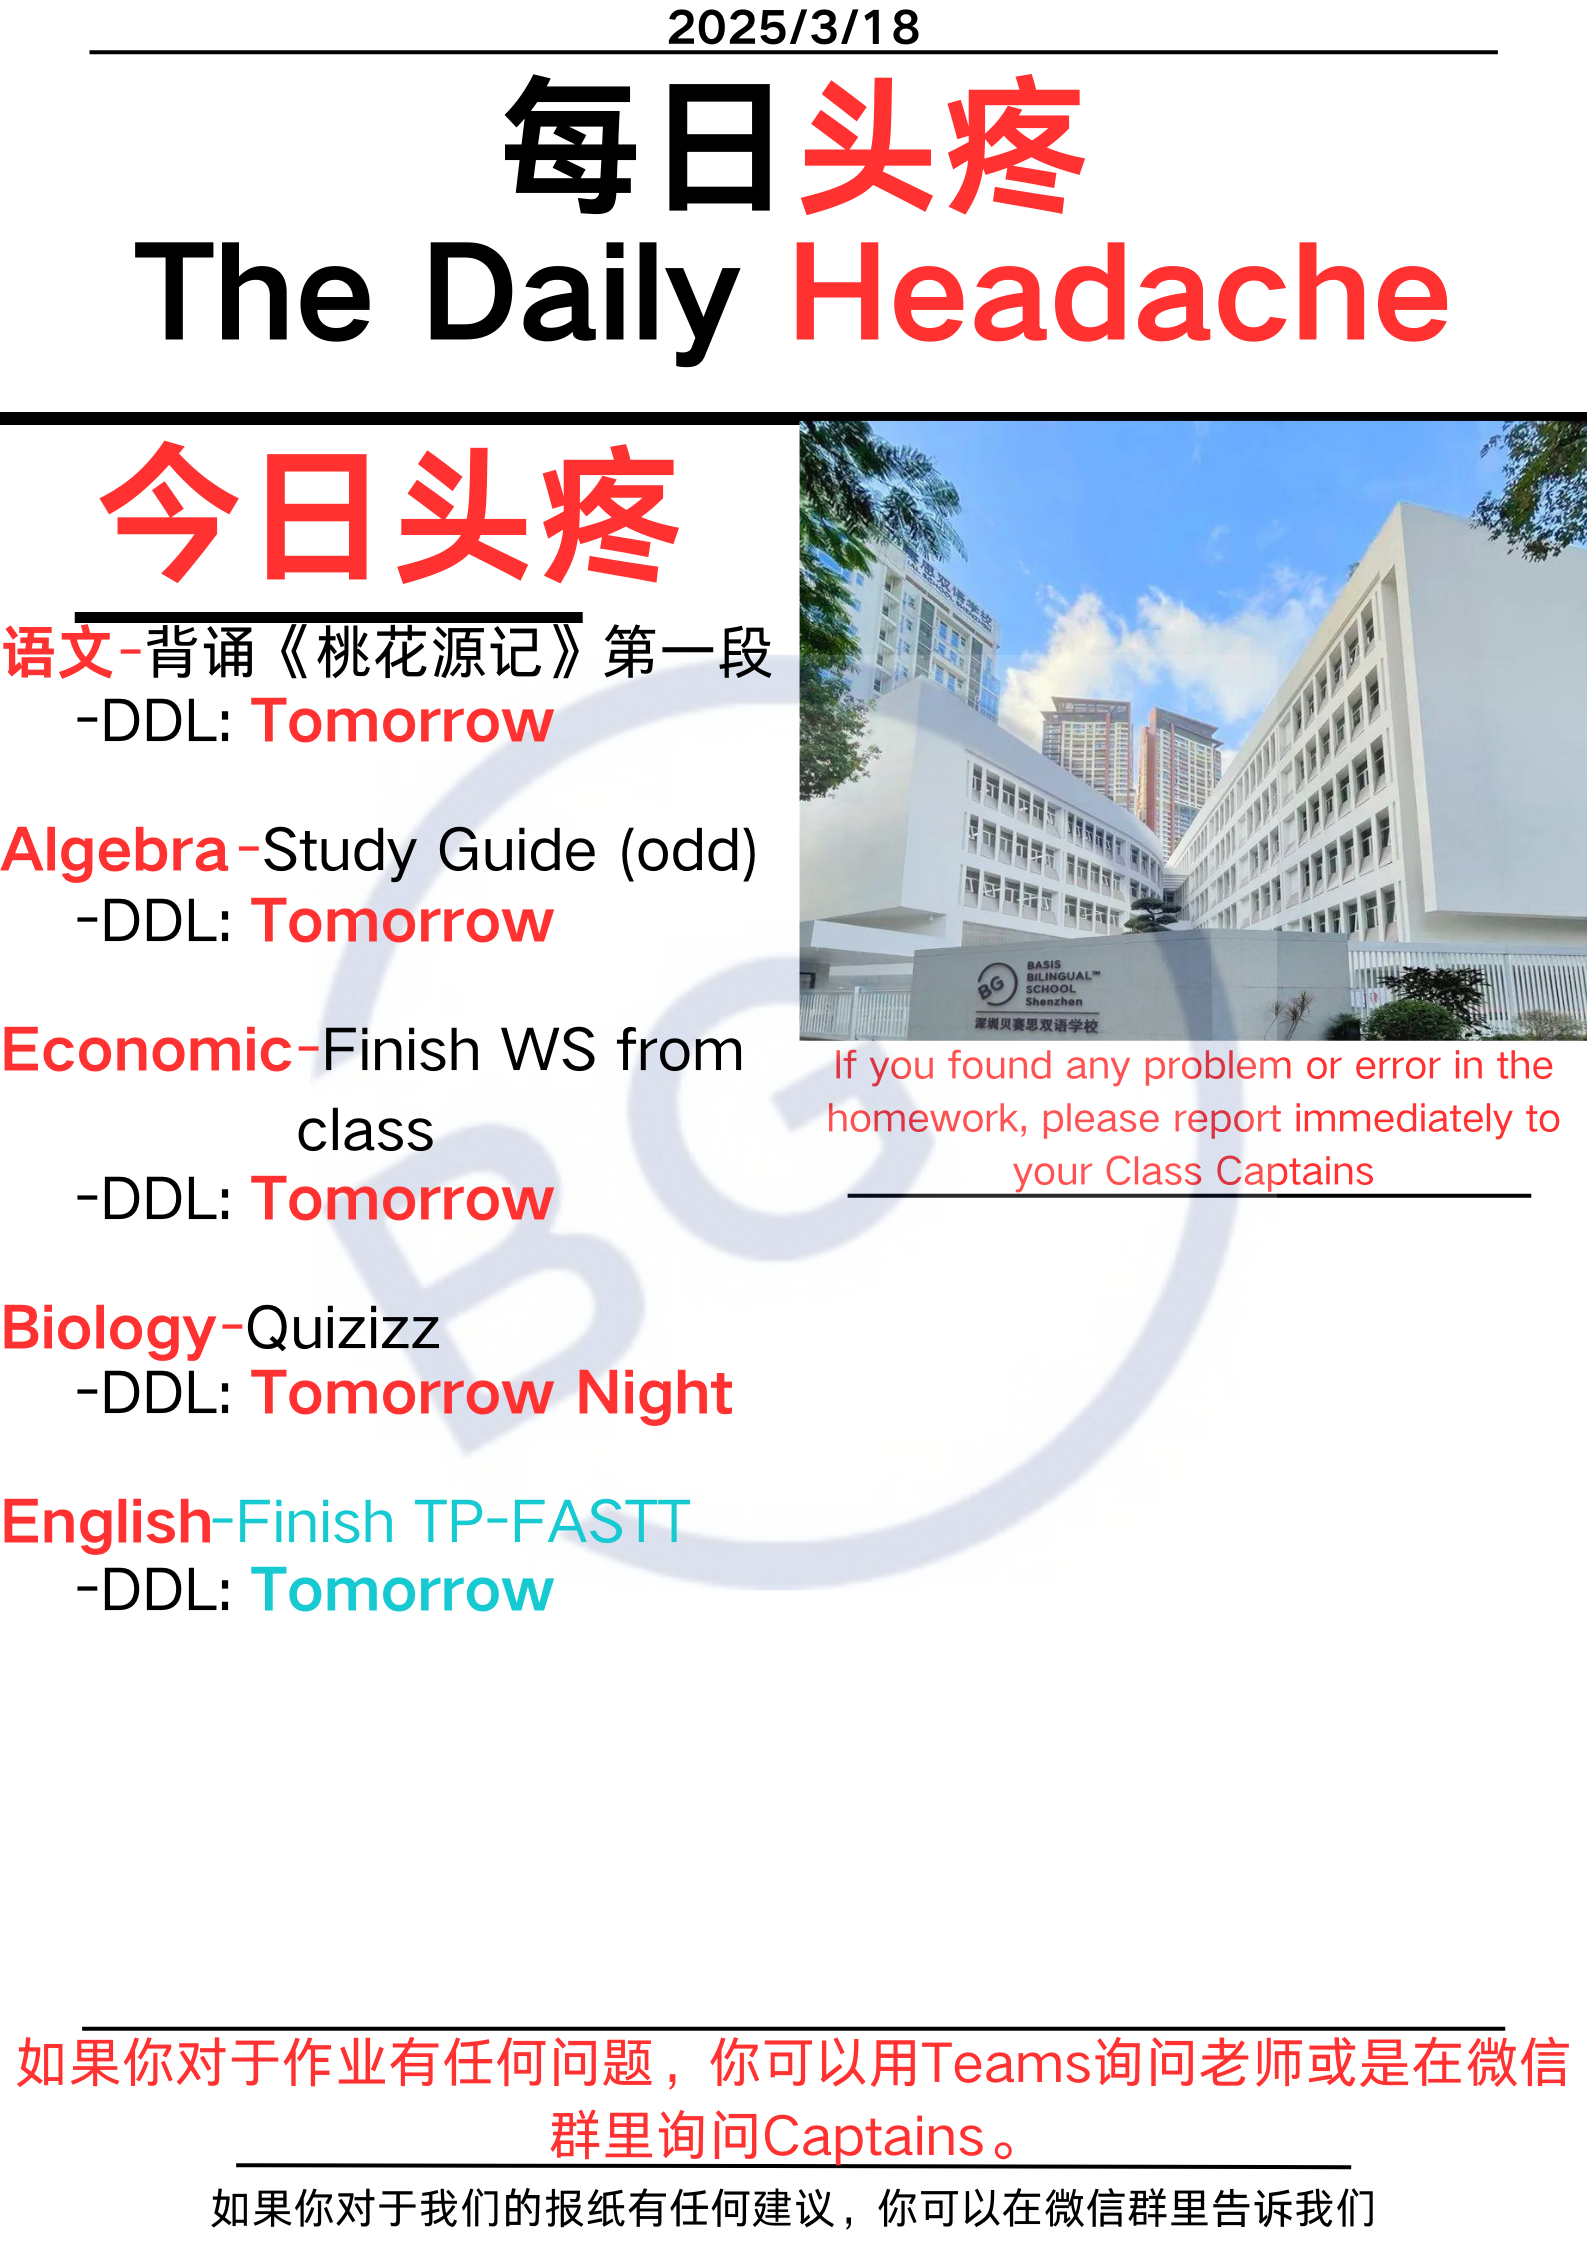 2025/3/18
每日头疼
The Daily Headache
今日头疼
语文-背诵《桃花源记》第一段
-DDL: Tomorrow
Algebra-Study Guide (odd)
-DDL: Tomorrow
Economic-Finish WS from
class
-DDL: Tomorrow
Biology-Quizizz
-DDL: Tomorrow Night
English-Finish TP-FASTT
-DDL: Tomorrow
思双语学校
BG
BASIS
BILINGUAL™
SCHOOL
Shenzhen
深圳贝赛思双语学校
If you found any problem or error in the
homework, please report immediately to
your Class Captains
BG
如果你对于作业有任何问题，你可以用Teams询问老师或是在微信
群里询问Captains。
如果你对于我们的报纸有任何建议，你可以在微信群里告诉我们